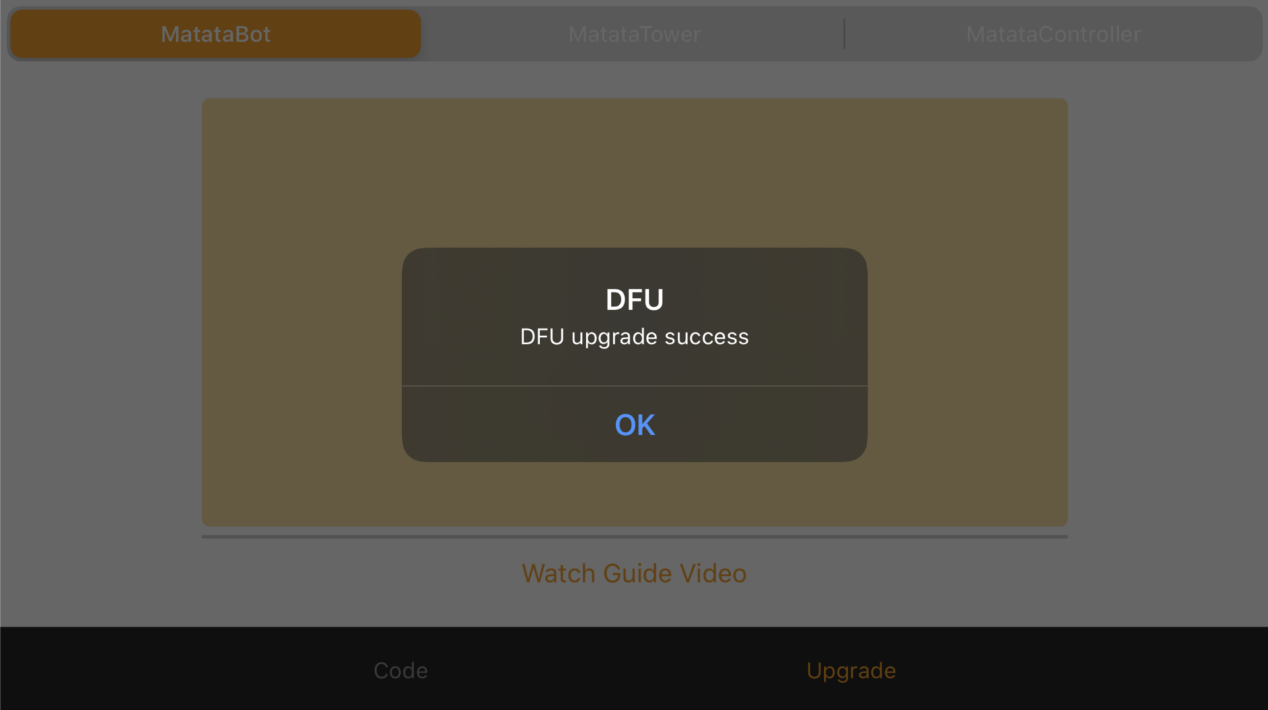 MatataBot
MatataTower
MatataController
DFU
DFU upgrade success
OK
Watch Guide Video
Code
Upgrade